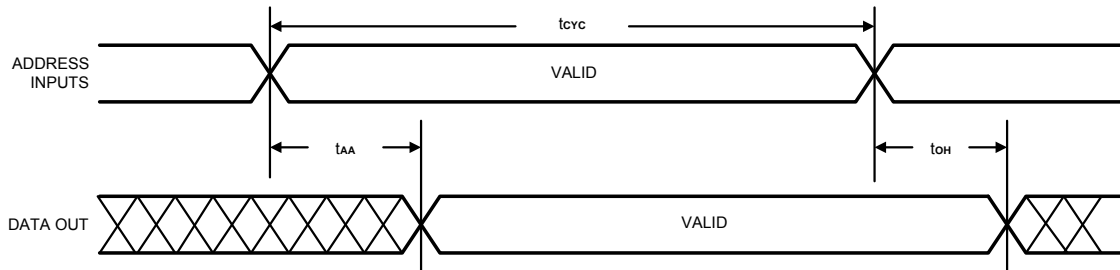 tCYC
ADDRESS
INPUTS
VALID
tAA
tOH
DATA OUT
VALID